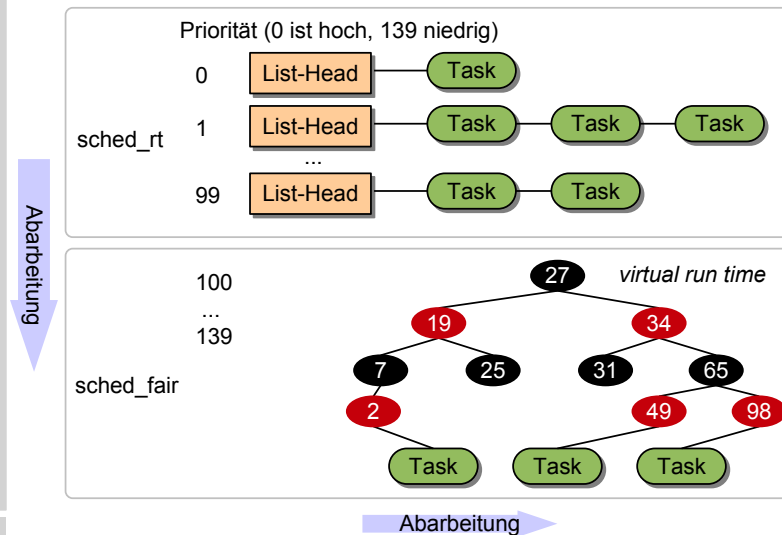 Priorität (0 ist hoch, 139 niedrig)
0 List-Head Task
sched_rt 1 List-Head Task Task Task
...
99 List-Head Task Task
Abarbeitung
100 27 virtual run time
...
139 19 34
7 25 31 65
sched_fair
2 49 98
Task Task Task
Abarbeitung